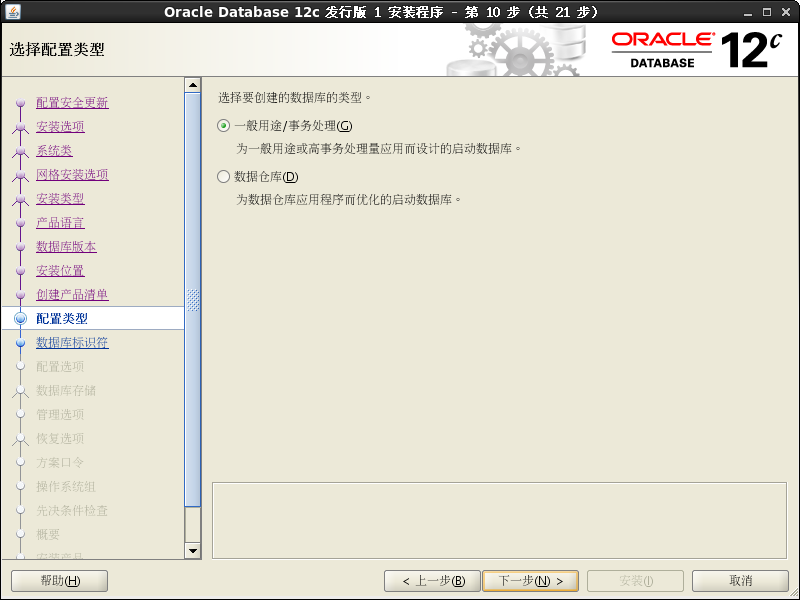 Oracle Database 12c 发行版 1 安装程序 - 第 10 步 (共 21 步)
选择配置类型
ORACLE®
DATABASE
12c
配置安全更新
安装选项
系统类
网格安装选项
安装类型
产品语言
数据库版本
安装位置
创建产品清单
配置类型
数据库标识符
配置选项
数据库存储
管理选项
恢复选项
方案口令
操作系统组
先决条件检查
概要
安装产品
选择要创建的数据库的类型。
一般用途/事务处理(G)
为一般用途或高事务处理量应用而设计的启动数据库。
数据仓库(D)
为数据仓库应用程序而优化的启动数据库。
帮助(H)
< 上一步(B)
下一步(N) >
安装(I)
取消